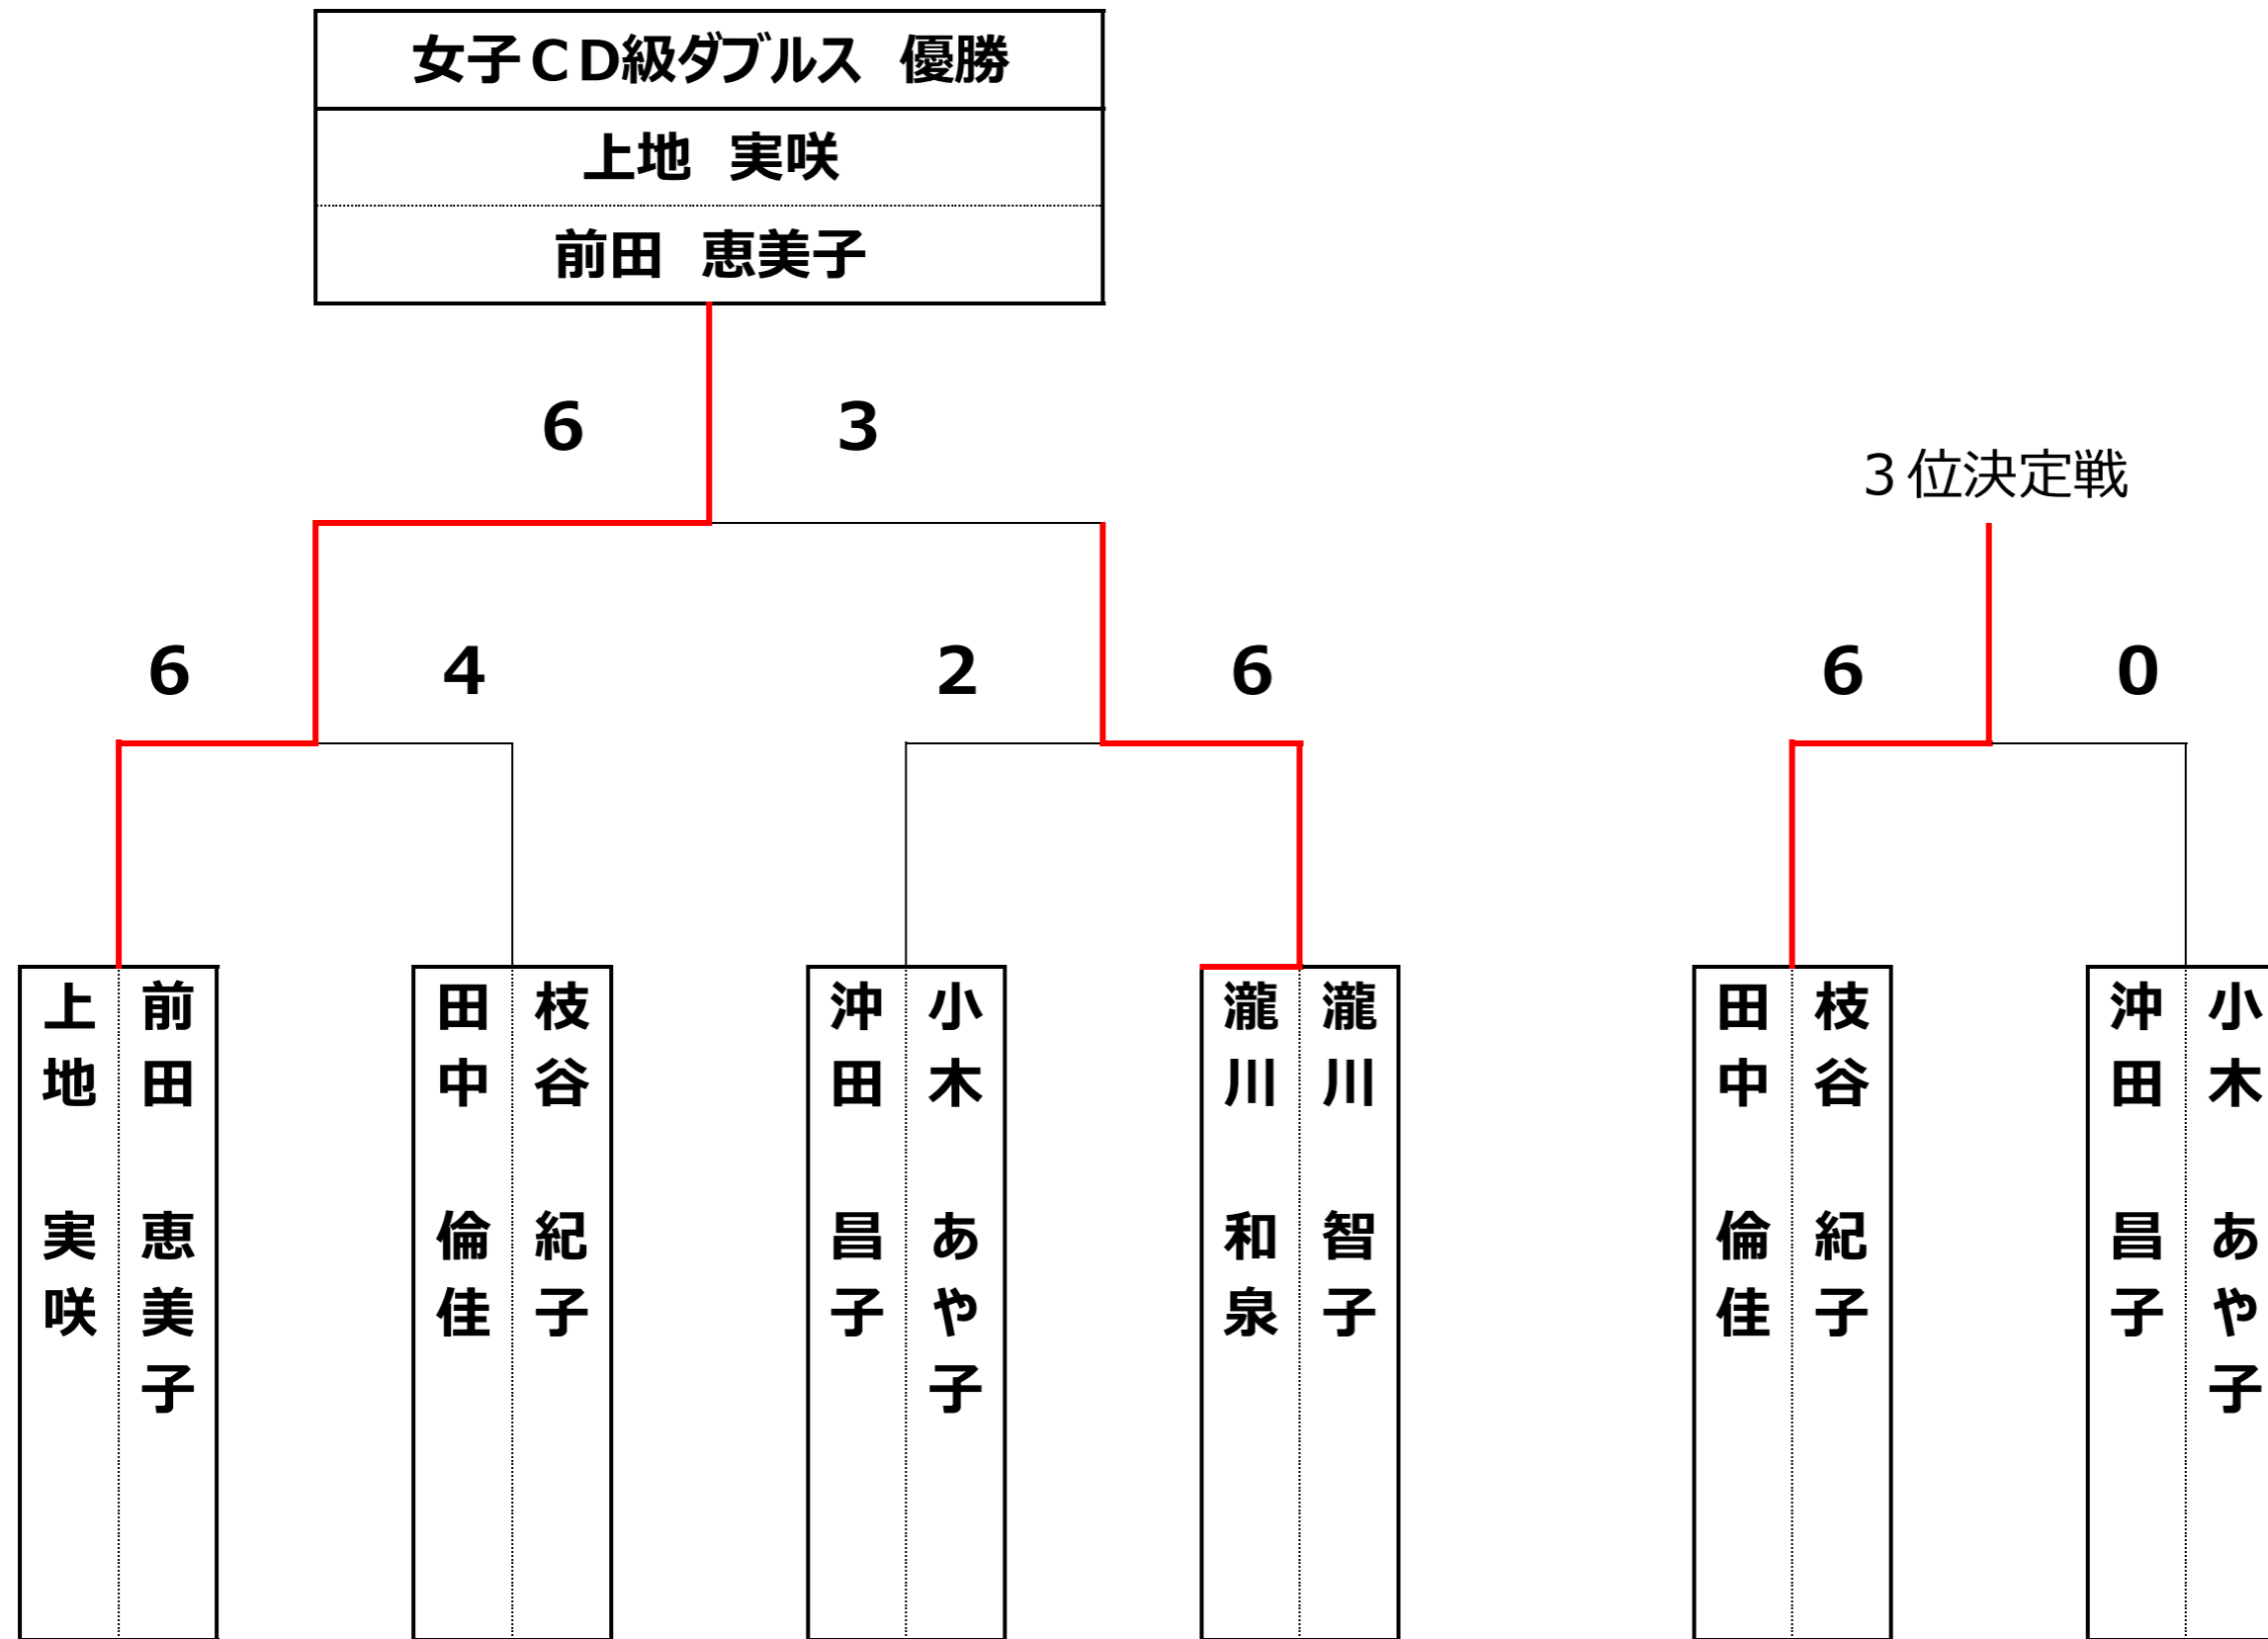 女子ＣＤ級ダブルス　優勝
上地　実咲
前田　恵美子
6 3
３位決定戦
6 4 2 6 6 0
上地　実咲
前田　恵美子
田中　倫佳
枝谷　紀子
沖田　昌子
小木　あや子
瀧川　和泉
瀧川　智子
田中　倫佳
枝谷　紀子
沖田　昌子
小木　あや子